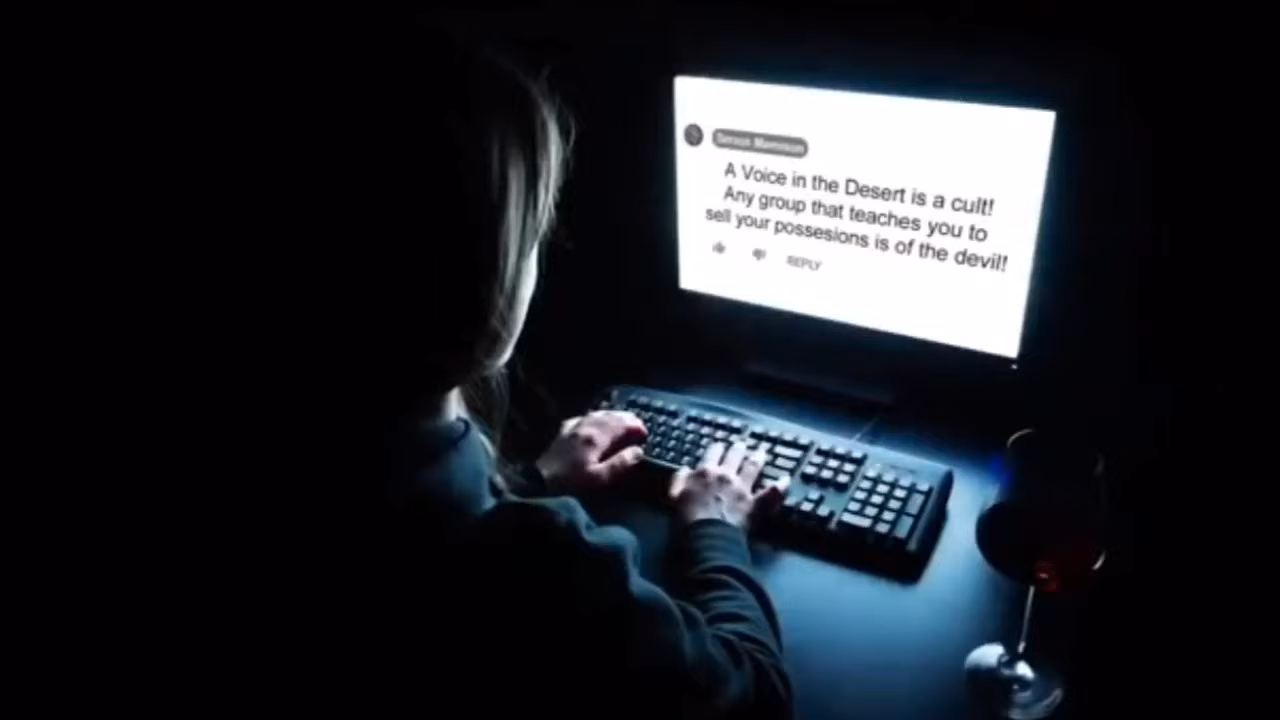 A Voice in the Desert is a cult!
Any group that teaches you to
sell your possesions is of the devil!
REPLY